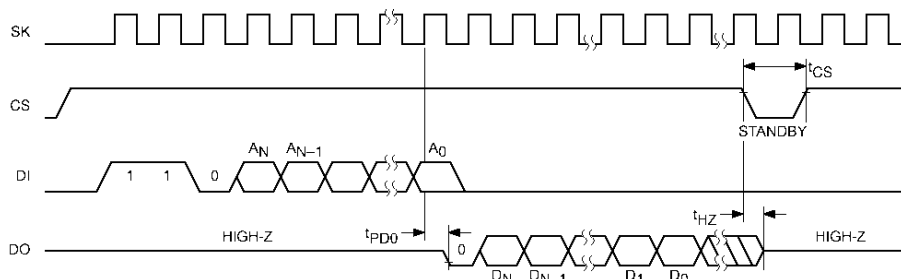 SK
CS
t_CS
STANDBY
DI
1 1 0 A_N A_N–1 A_0
DO
HIGH-Z
t_PD0
0
D_N D_N–1 D_1 D_0
t_HZ
HIGH-Z